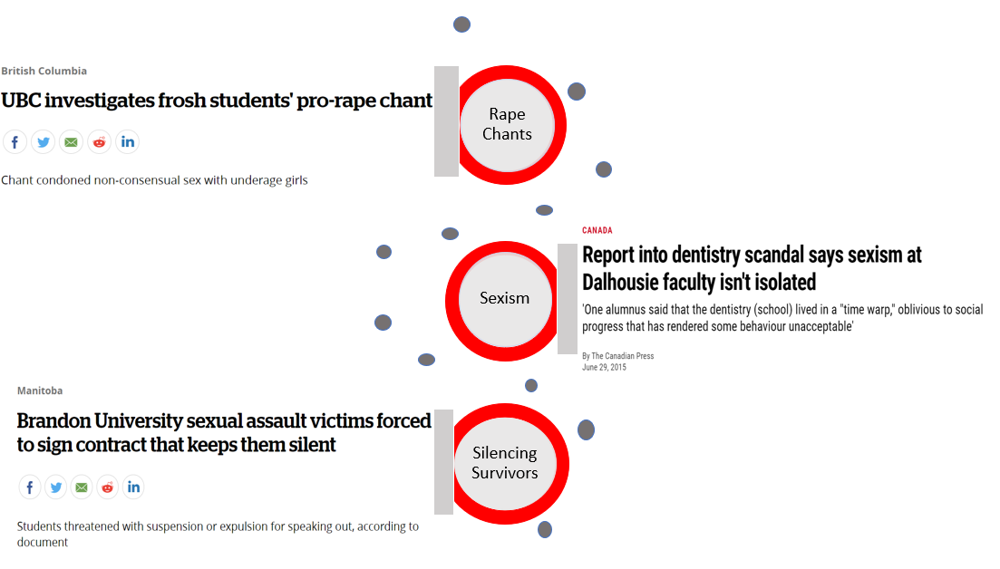 British Columbia
UBC investigates frosh students' pro-rape chant
Chant condoned non-consensual sex with underage girls
Rape
Chants
CANADA
Report into dentistry scandal says sexism at
Dalhousie faculty isn't isolated
'One alumnus said that the dentistry (school) lived in a "time warp," oblivious to social
progress that has rendered some behaviour unacceptable'
By The Canadian Press
June 29, 2015
Sexism
Manitoba
Brandon University sexual assault victims forced
to sign contract that keeps them silent
Students threatened with suspension or expulsion for speaking out, according to
document
Silencing
Survivors